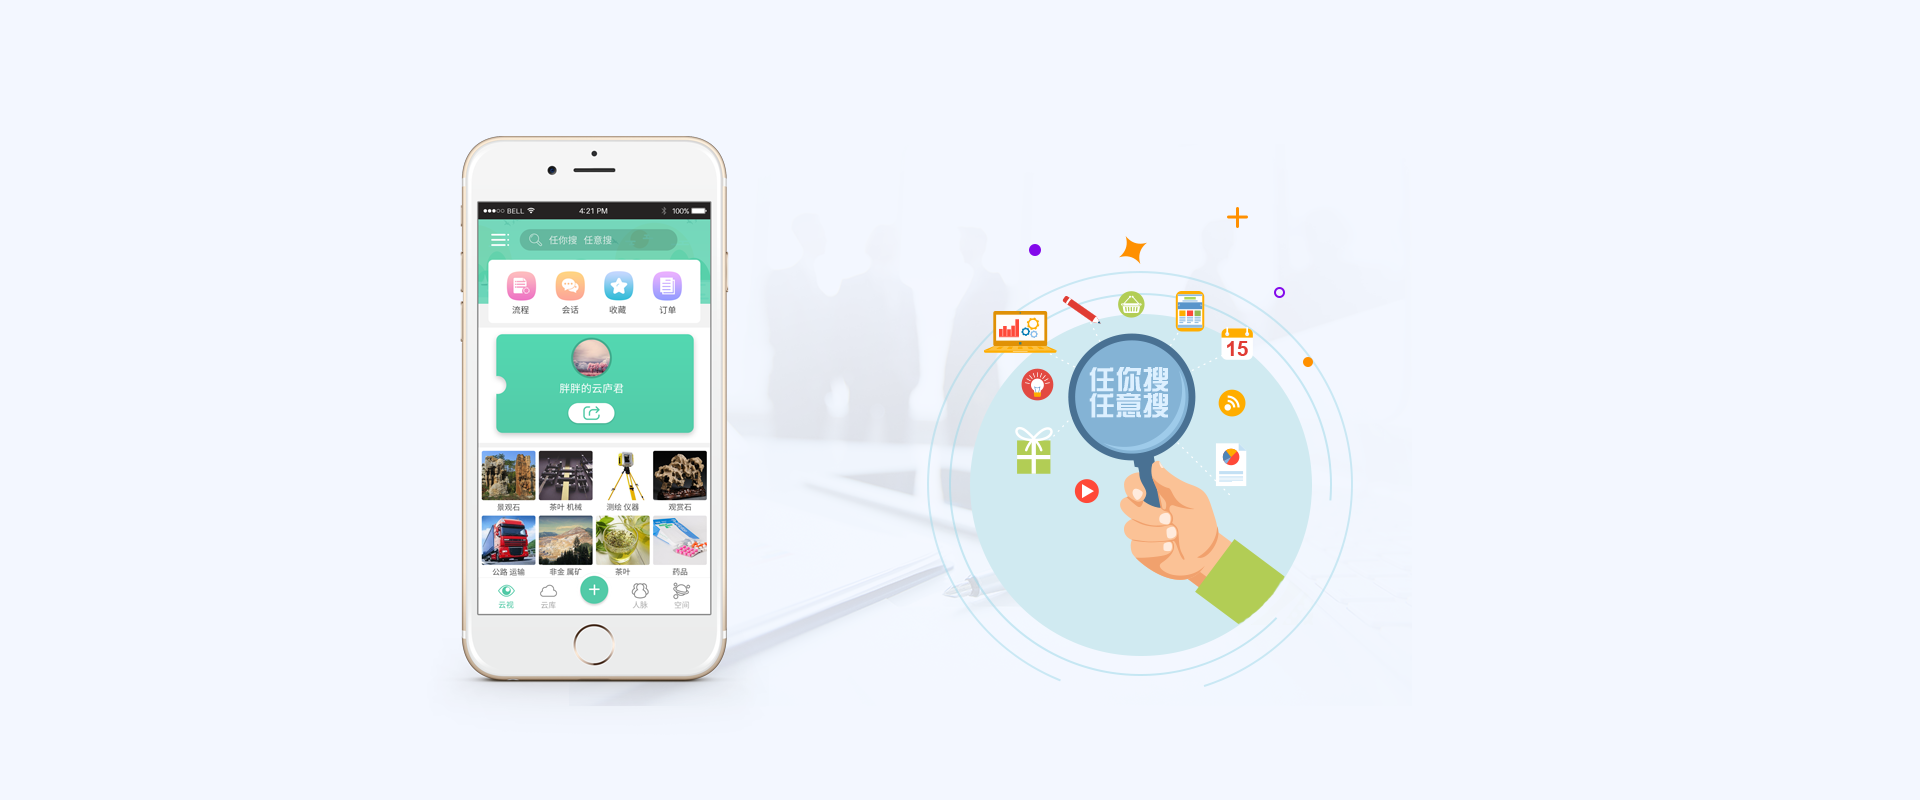 BELL 4:21 PM 100%
任你搜 任意搜
流程 会话 收藏 订单
胖胖的云庐君
景观石 茶叶 机械 测绘 仪器 观赏石
公路 运输 非金 属矿 茶叶 药品
云视 云库 人脉 空间
15
任你搜
任意搜